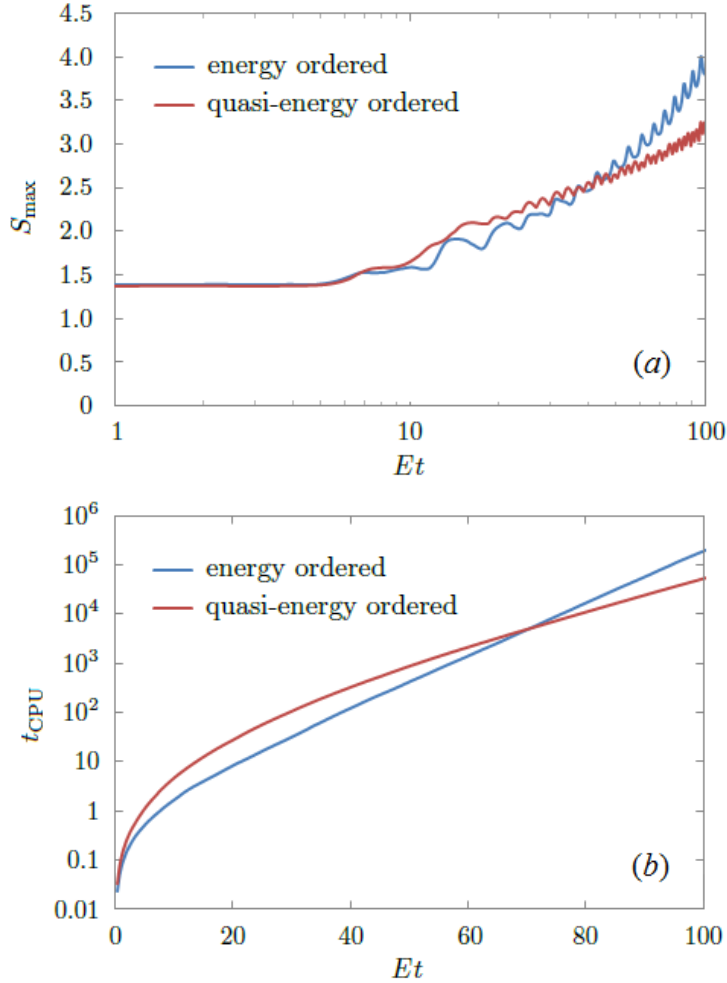 4.5
4.0
3.5
3.0
2.5
2.0
1.5
1.0
0.5
0
S_max
energy ordered
quasi-energy ordered
(a)
1 10 100
Et
10^6
10^5
10^4
10^3
10^2
10
1
0.1
0.01
t_CPU
energy ordered
quasi-energy ordered
(b)
0 20 40 60 80 100
Et